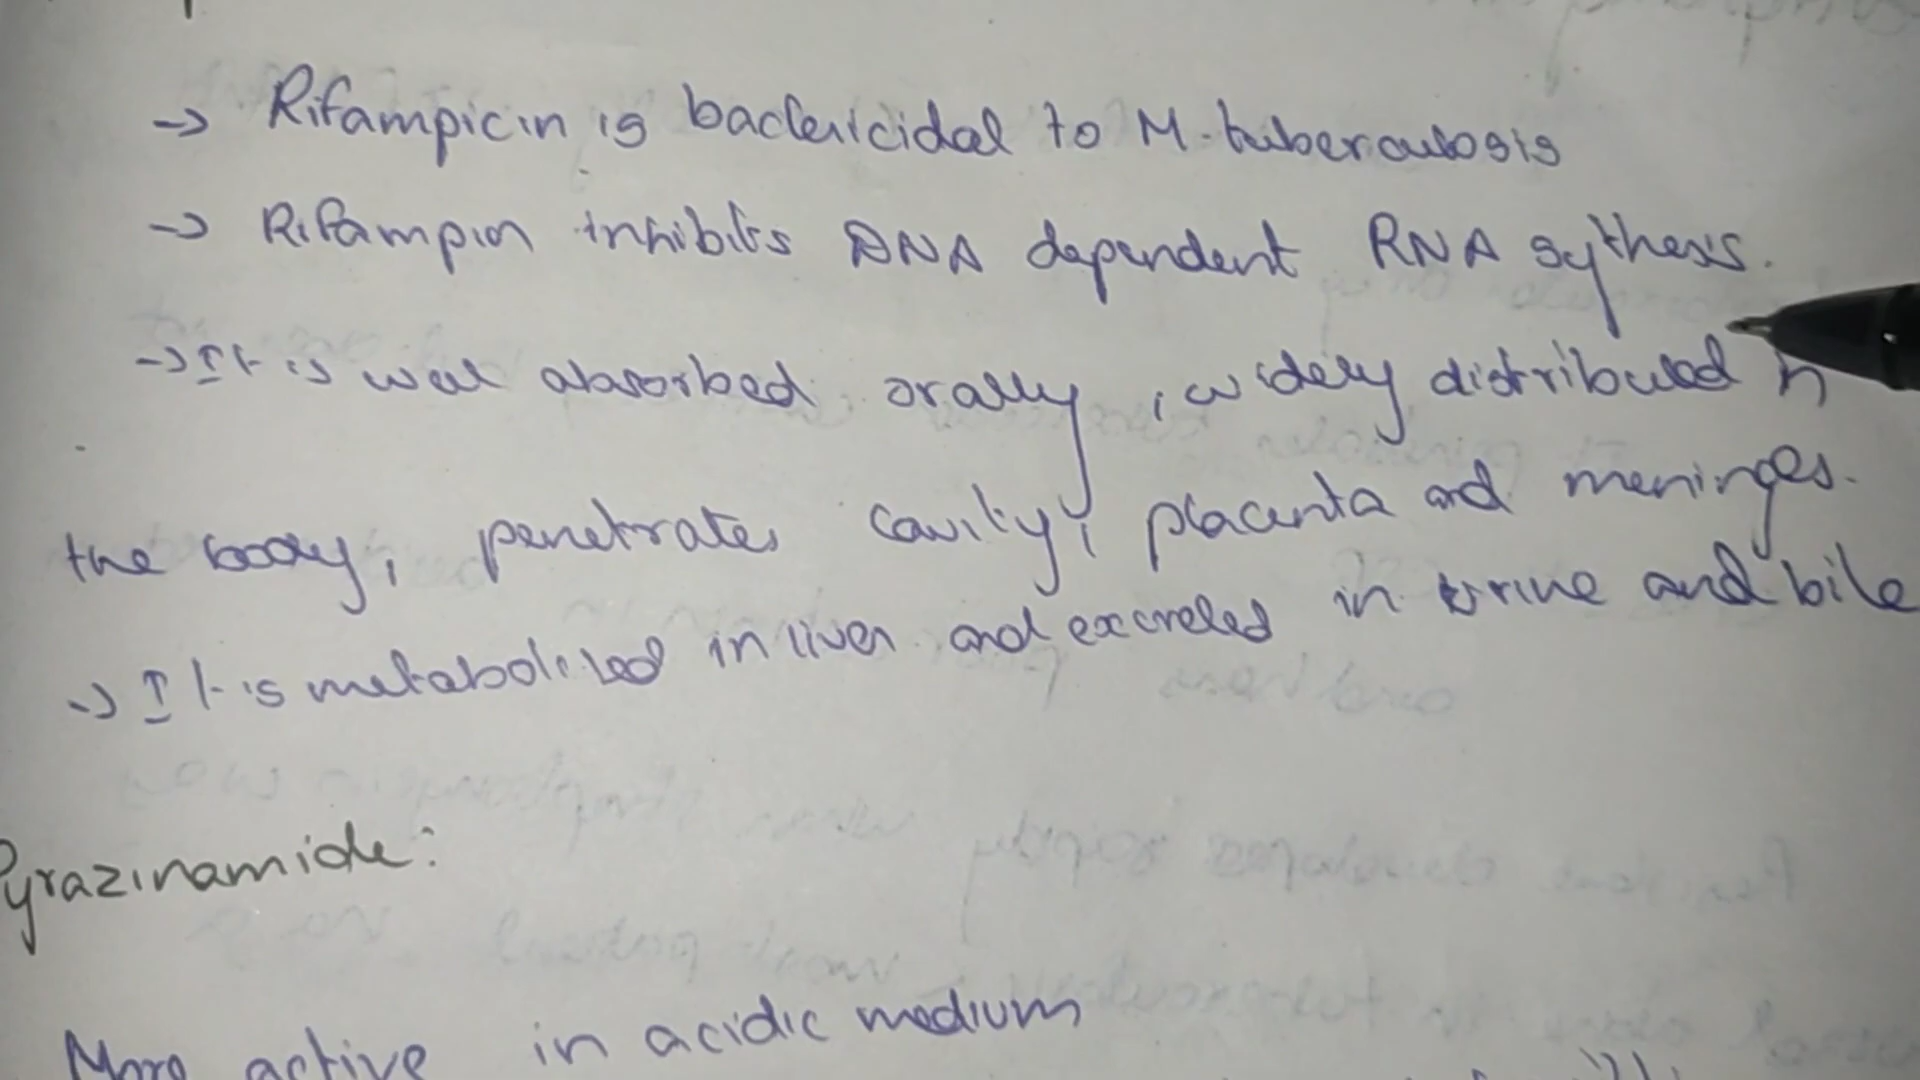 → Rifampicin is bactericidal to M. tuberculosis
→ Rifampin inhibits DNA dependent RNA sythesis.
→ It is well absorbed orally, widely distributed in
the body, penetrates cavity, placenta and meninges.
→ It is metabolized in liver and excreted in urine and bile
Pyrazinamide:
More active in acidic medium